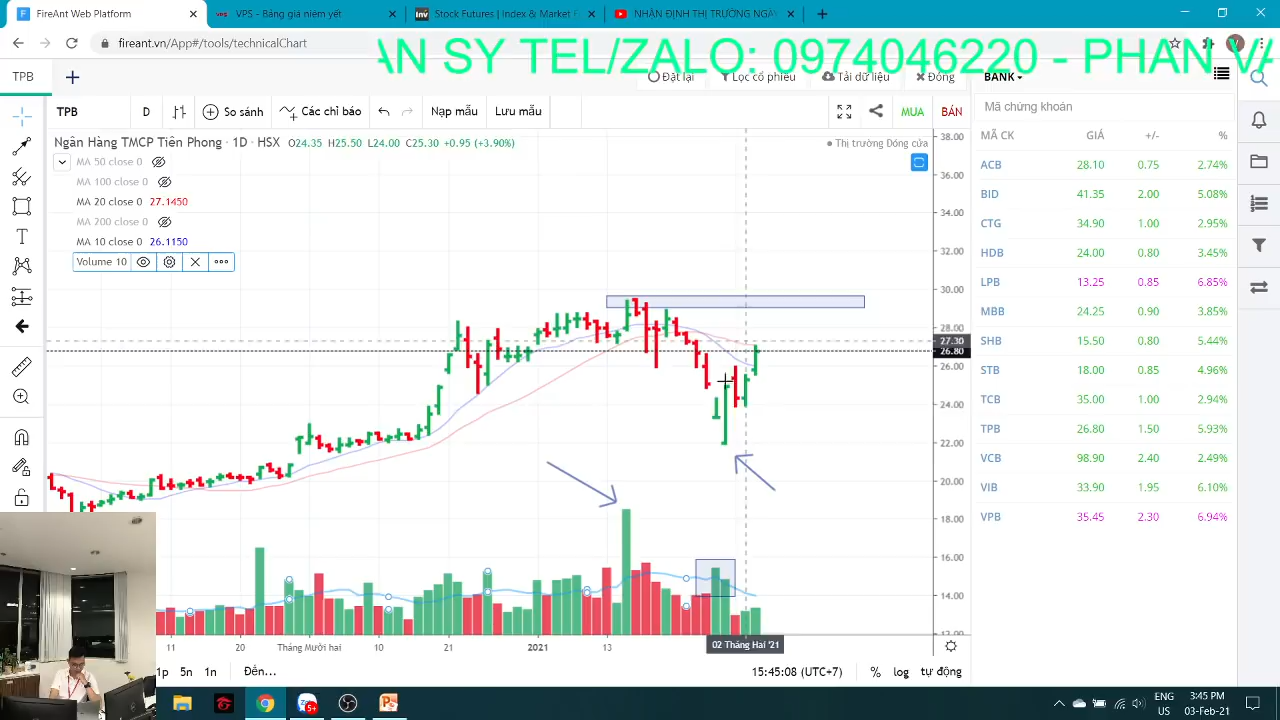 FireAnt Web Platform
VPS - Bảng giá niêm yết
Stock Futures | Index & Market F
NHẬN ĐỊNH THỊ TRƯỜNG NGÀY
fireant.vn/App#/tools/technicalChart
AN SY TEL/ZALO: 0974046220 - PHAN VA
TPB
Đặt lại
Lọc cổ phiếu
Tải dữ liệu
Đóng
BANK
TPB
D
So sánh
Các chỉ báo
Nạp mẫu
Lưu mẫu
MUA
BÁN
Mã chứng khoán
Ngân Hàng TMCP Tiên Phong · 1D · HSX O24.35 H25.50 L24.00 C25.30 +0.95 (+3.90%)
Thị trường Đóng cửa
MA 50 close 0
MA 100 close 0
MA 20 close 0 27.1450
MA 200 close 0
MA 10 close 0 26.1150
Volume 10
38.00
36.00
34.00
32.00
30.00
28.00
27.30
26.80
24.00
22.00
20.00
18.00
16.00
14.00
12.00
MÃ CK GIÁ +/- %
ACB 28.10 0.75 2.74%
BID 41.35 2.00 5.08%
CTG 34.90 1.00 2.95%
HDB 24.00 0.80 3.45%
LPB 13.25 0.85 6.85%
MBB 24.25 0.90 3.85%
SHB 15.50 0.80 5.44%
STB 18.00 0.85 4.96%
TCB 35.00 1.00 2.94%
TPB 26.80 1.50 5.93%
VCB 98.90 2.40 2.49%
VIB 33.90 1.95 6.10%
VPB 35.45 2.30 6.94%
11
Tháng Mười hai
10
21
2021
13
02 Tháng Hai '21
5n
1n
Đến...
15:45:08 (UTC+7)
%
log
tự động
5+
ENG
US
3:45 PM
03-Feb-21